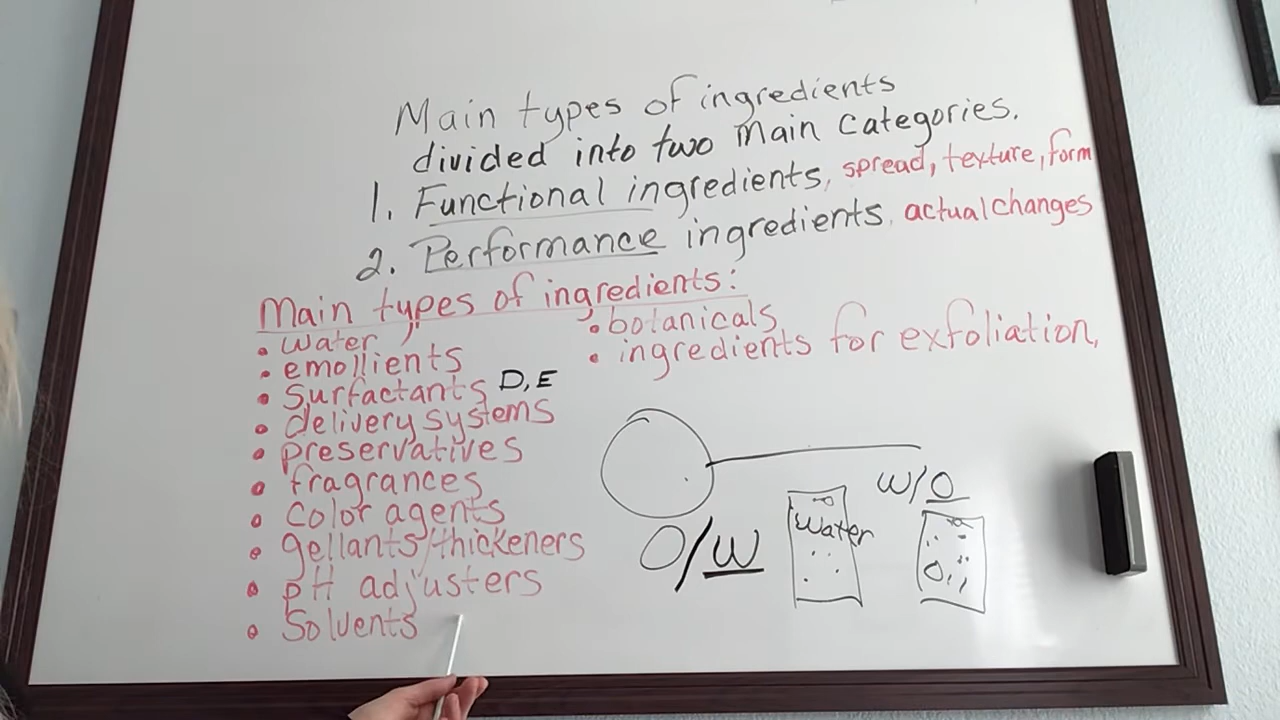 Main types of ingredients
divided into two main categories.
1. Functional ingredients, spread, texture, form
2. Performance ingredients. actual changes
Main types of ingredients:
• water
• emollients
• Surfactants D, E
• delivery systems
• preservatives
• fragrances
• Color agents
• gellants/thickeners
• pH adjusters
• Solvents
• botanicals
• ingredients for exfoliation,
O/W
Water
W/O
Oil